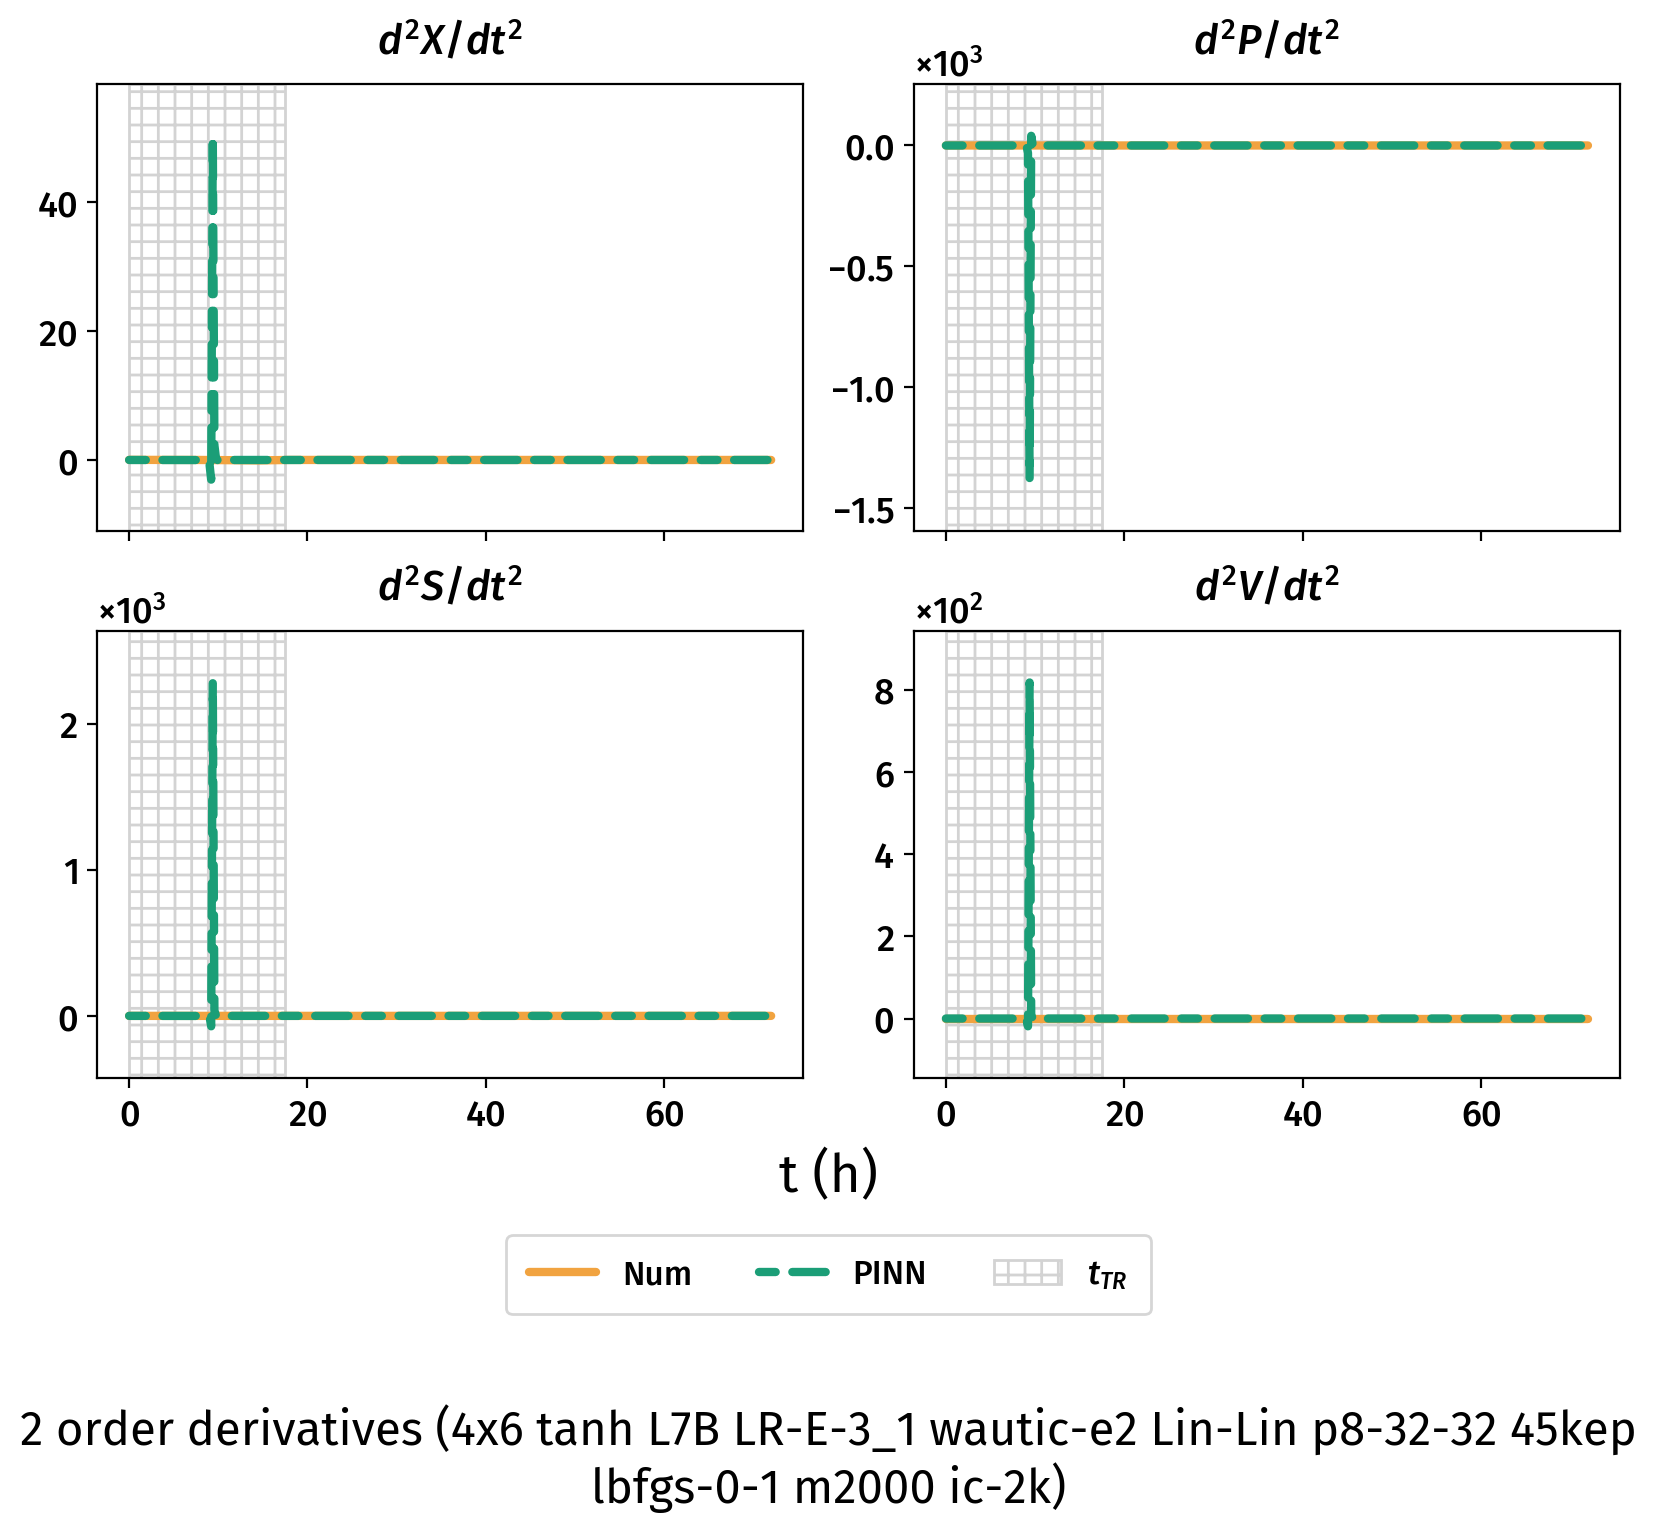 d²X/dt²
d²P/dt²
×10³
40
20
0
0.0
−0.5
−1.0
−1.5
d²S/dt²
d²V/dt²
×10³
×10²
2
1
0
8
6
4
2
0
0 20 40 60
0 20 40 60
t (h)
Num PINN t_TR
2 order derivatives (4x6 tanh L7B LR-E-3_1 wautic-e2 Lin-Lin p8-32-32 45kep
lbfgs-0-1 m2000 ic-2k)